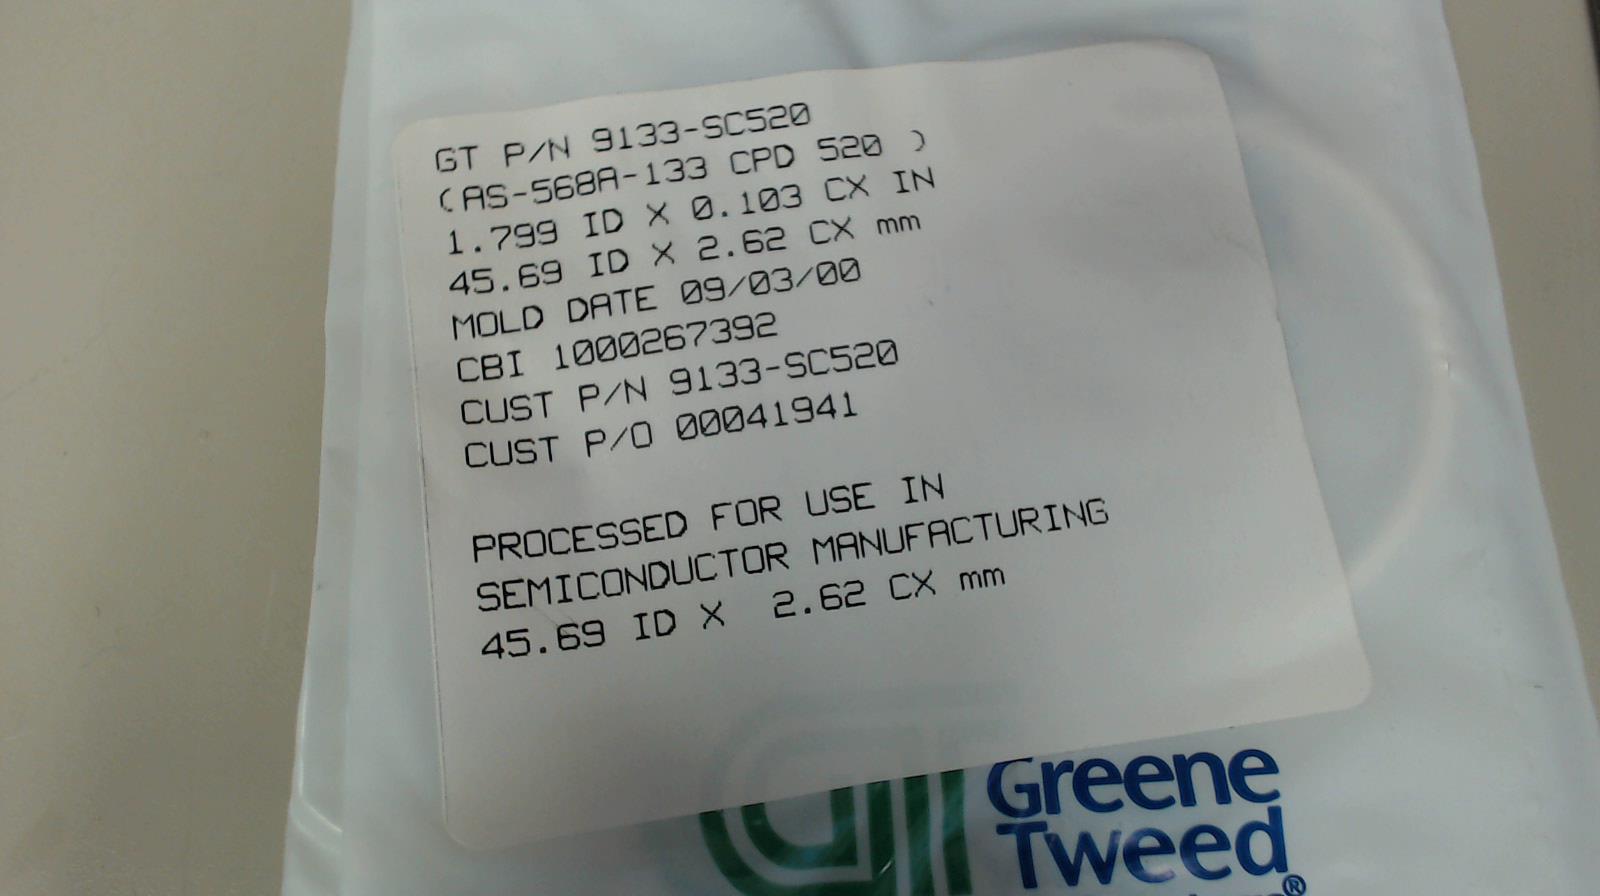 GT P/N 9133-SC520
(AS-568A-133 CPD 520 )
1.799 ID X 0.103 CX IN
45.69 ID X 2.62 CX mm
MOLD DATE 09/03/00
CBI 1000267392
CUST P/N 9133-SC520
CUST P/O 00041941
PROCESSED FOR USE IN
SEMICONDUCTOR MANUFACTURING
45.69 ID X 2.62 CX mm
Greene
Tweed
®